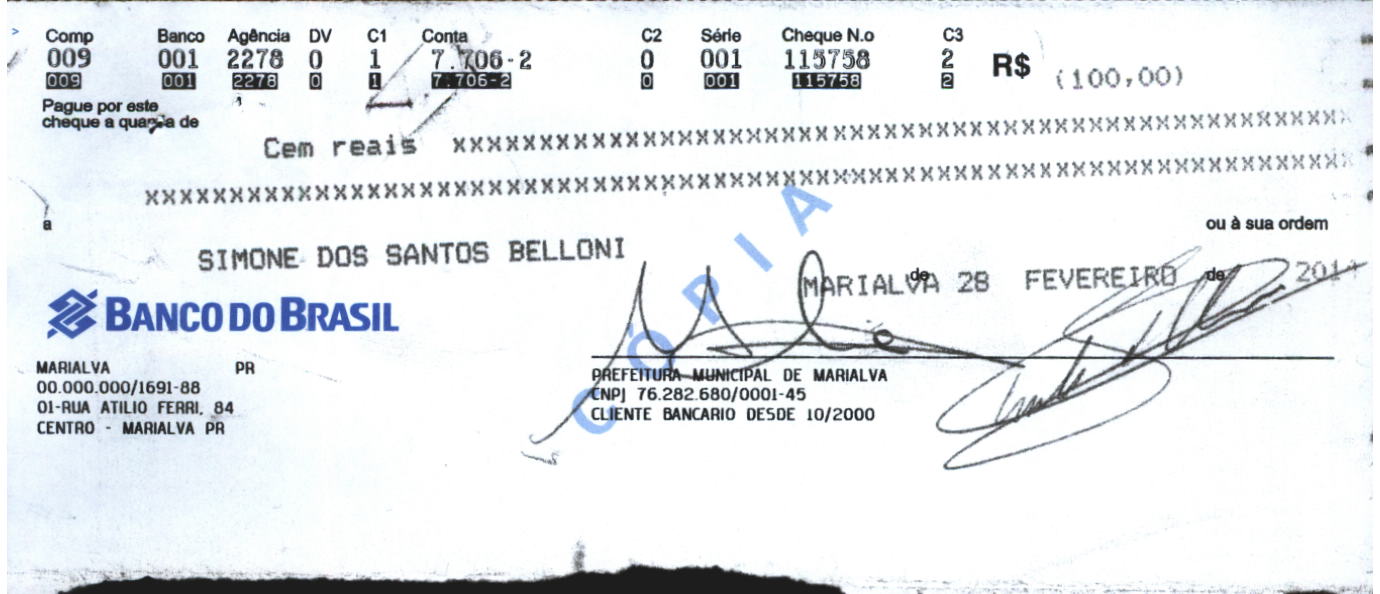 Comp Banco Agência DV C1 Conta C2 Série Cheque N.o C3
009 001 2278 0 1 7.706-2 0 001 115758 2 R$ (100,00)
009 001 2278 0 1 7.706-2 0 001 115758 2
Pague por este
cheque a quantia de
Cem reais xxxxxxxxxxxxxxxxxxxxxxxxxxxxxxxxxxxxxxxxxxxxxxxxxxxxxxxxxxxxxxxxx
xxxxxxxxxxxxxxxxxxxxxxxxxxxxxxxxxxxxxxxxxxxxxxxxxxxxxxxxxxxxxxxxxxxxxxxxxxxxxxxxxxxxxxx
a ou à sua ordem
SIMONE DOS SANTOS BELLONI
MARIALVA de 28 FEVEREIRO de 2014
CÓPIA
BANCO DO BRASIL
MARIALVA PR
00.000.000/1691-88
01-RUA ATILIO FERRI, 84
CENTRO - MARIALVA PR
PREFEITURA MUNICIPAL DE MARIALVA
CNPJ 76.282.680/0001-45
CLIENTE BANCARIO DESDE 10/2000